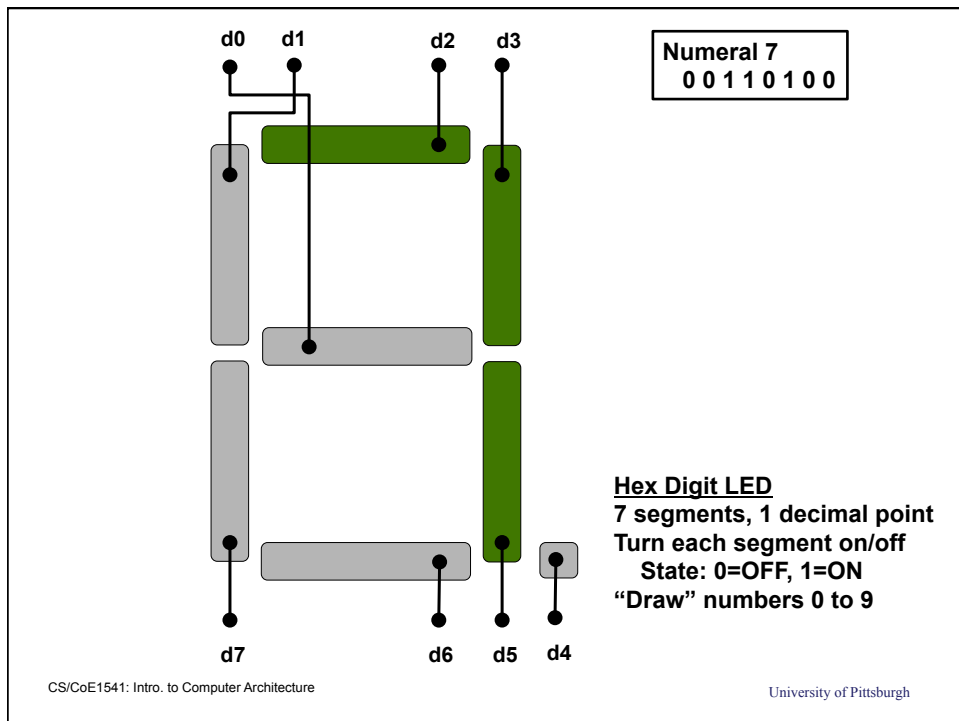 d0 d1 d2 d3
Numeral 7
0 0 1 1 0 1 0 0
Hex Digit LED
7 segments, 1 decimal point
Turn each segment on/off
State: 0=OFF, 1=ON
“Draw” numbers 0 to 9
d7 d6 d5 d4
CS/CoE1541: Intro. to Computer Architecture
University of Pittsburgh